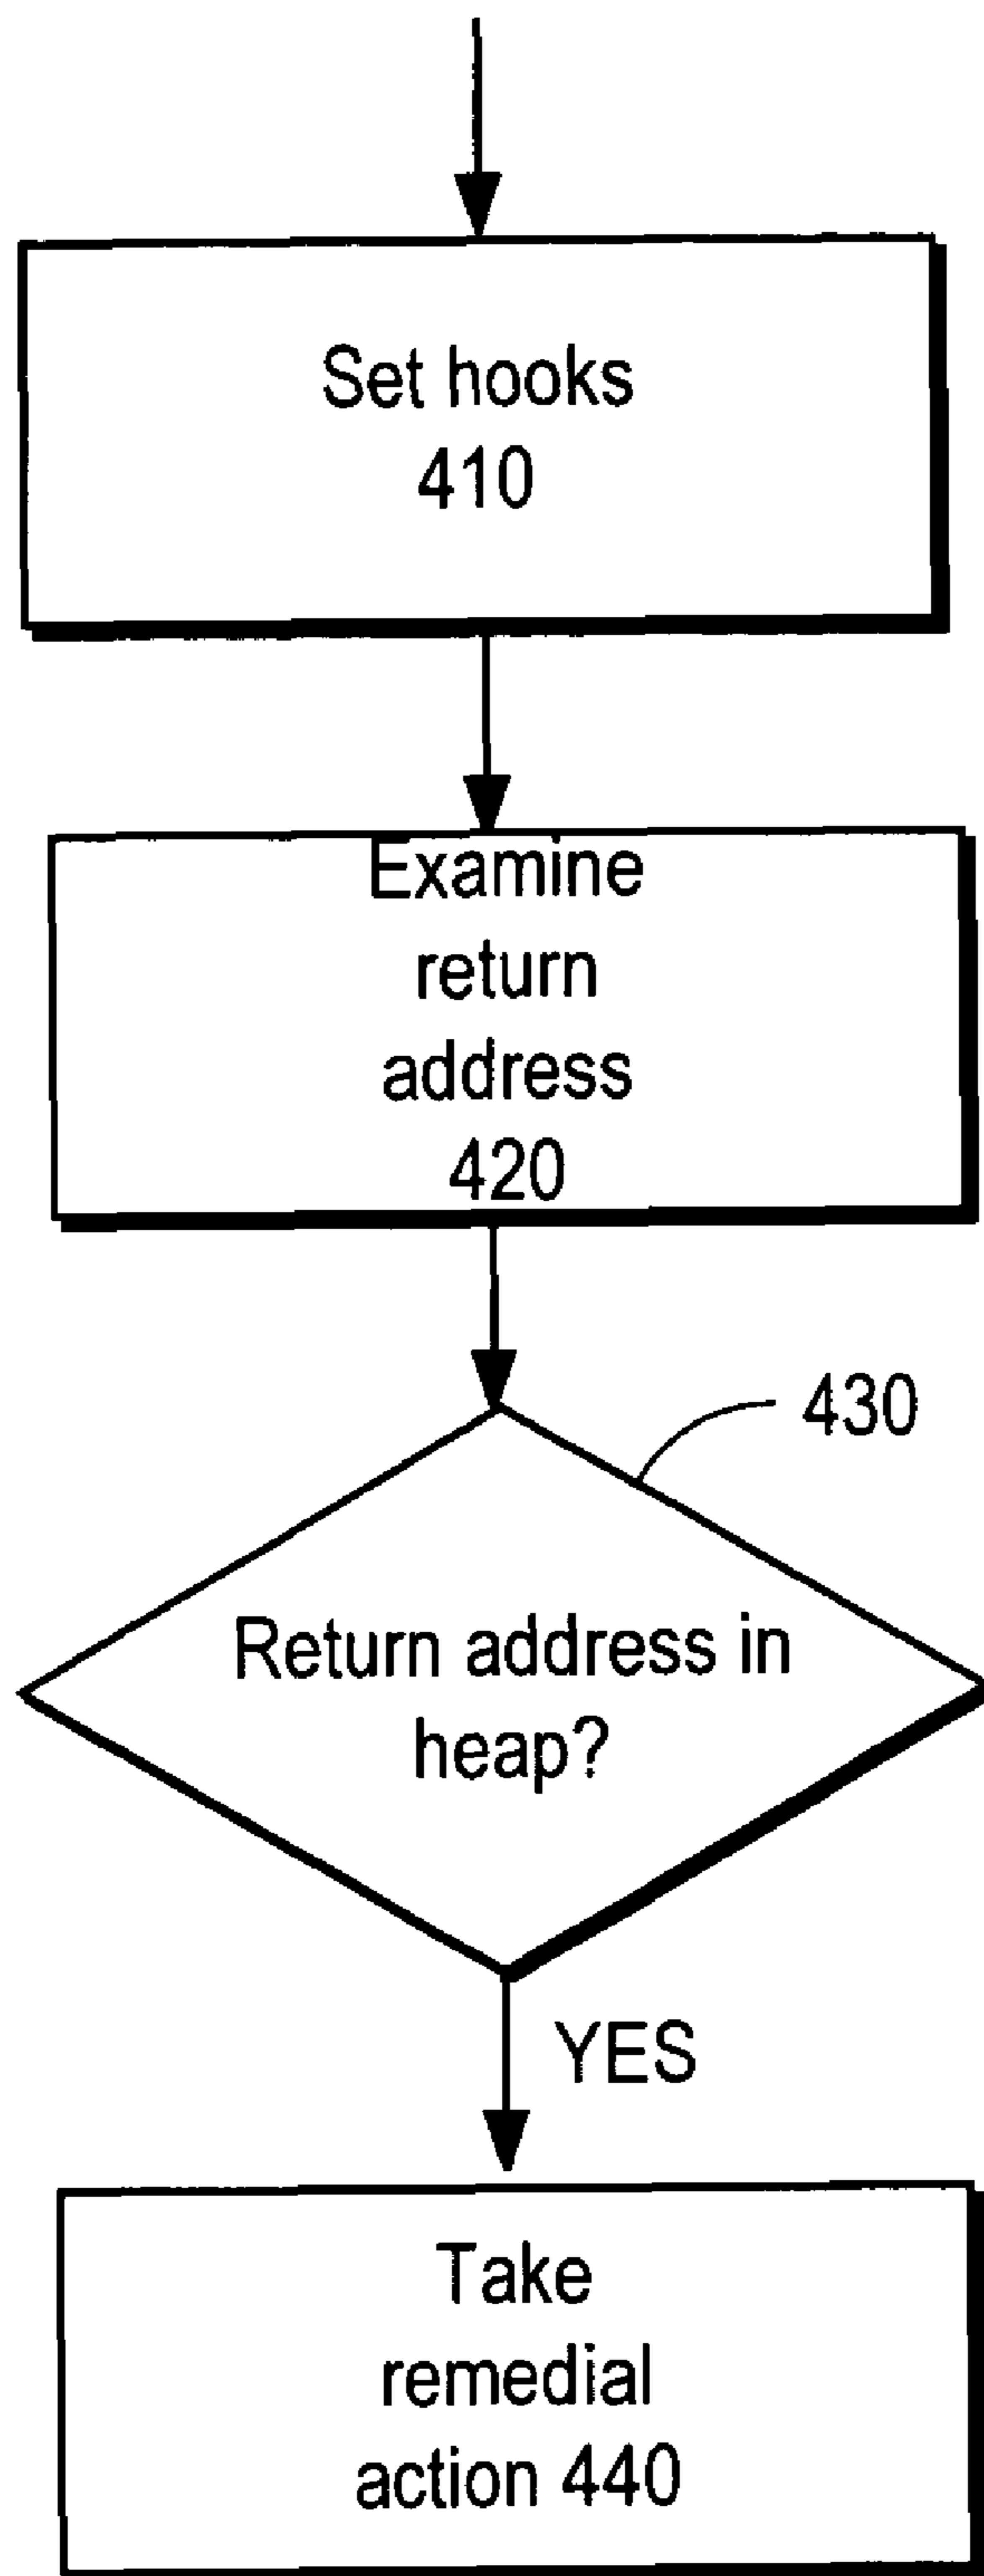 Set hooks
410
Examine
return
address
420
430
Return address in
heap?
YES
Take
remedial
action 440